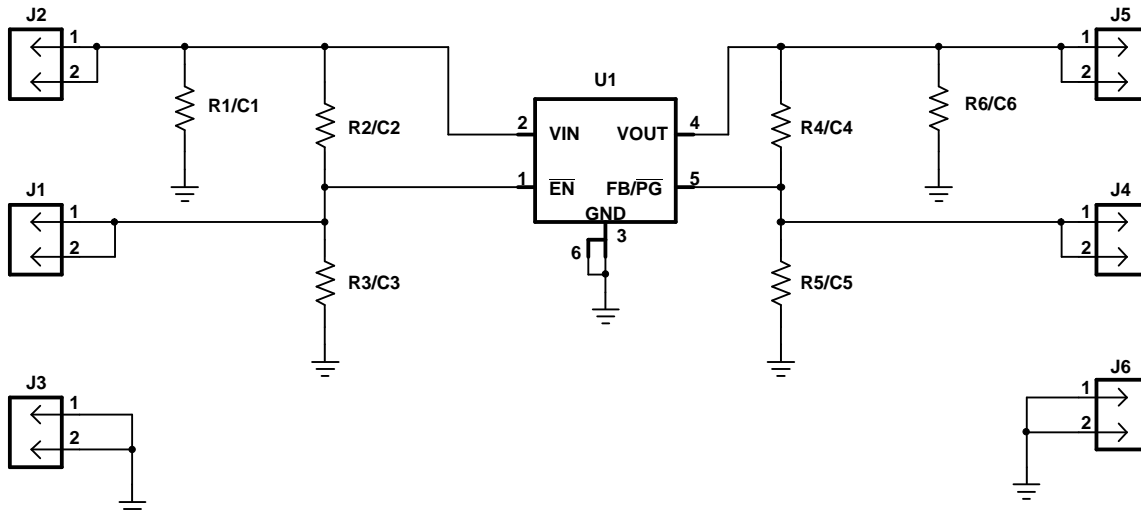 J2
1
2
R1/C1
R2/C2
J1
1
2
R3/C3
J3
1
2
U1
2 VIN VOUT 4
1 EN FB/PG 5
GND
3
6
R4/C4
R6/C6
R5/C5
J5
1
2
J4
1
2
J6
1
2